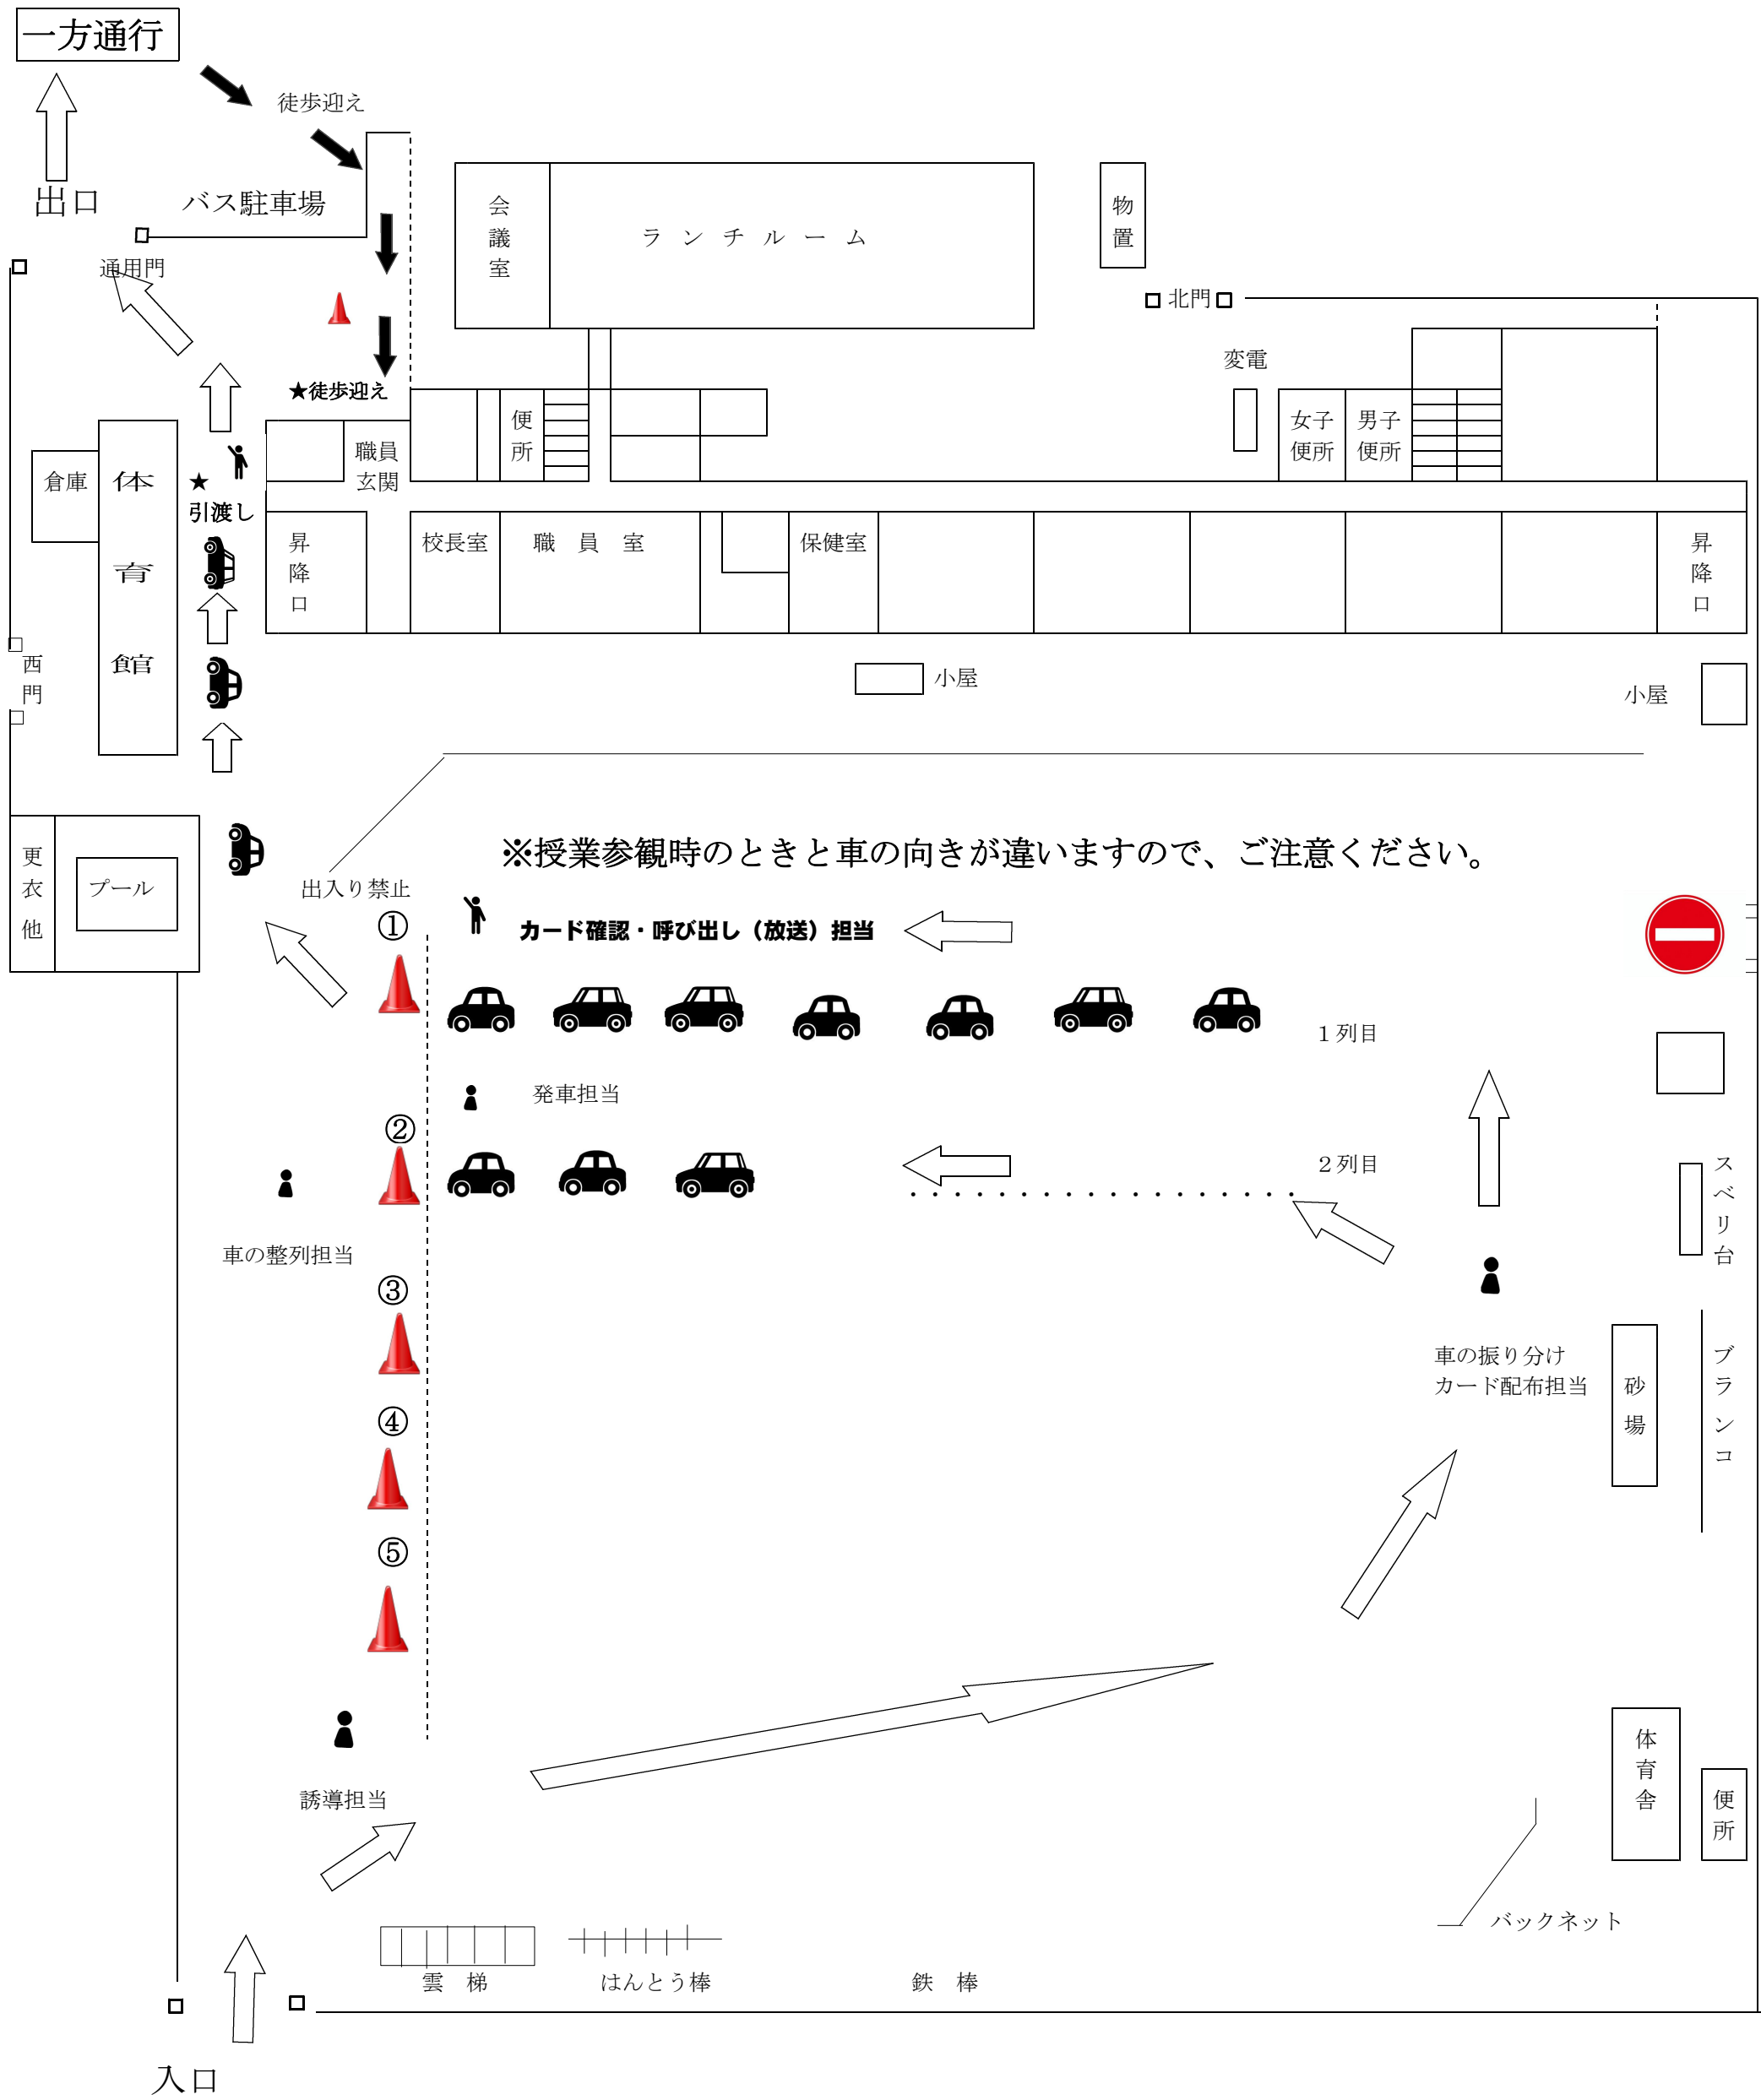 一方通行
徒歩迎え
出口
バス駐車場
通用門
会議室
ランチルーム
物置
北門
変電
★徒歩迎え
便所
女子便所
男子便所
職員玄関
倉庫
体育館
★
引渡し
昇降口
校長室
職員室
保健室
昇降口
西門
小屋
小屋
※授業参観時のときと車の向きが違いますので、ご注意ください。
更衣他
プール
出入り禁止
①
カード確認・呼び出し（放送）担当
１列目
発車担当
②
２列目
スベリ台
車の整列担当
③
車の振り分け
カード配布担当
砂場
ブランコ
④
⑤
誘導担当
体育舎
便所
バックネット
雲梯
はんとう棒
鉄棒
入口